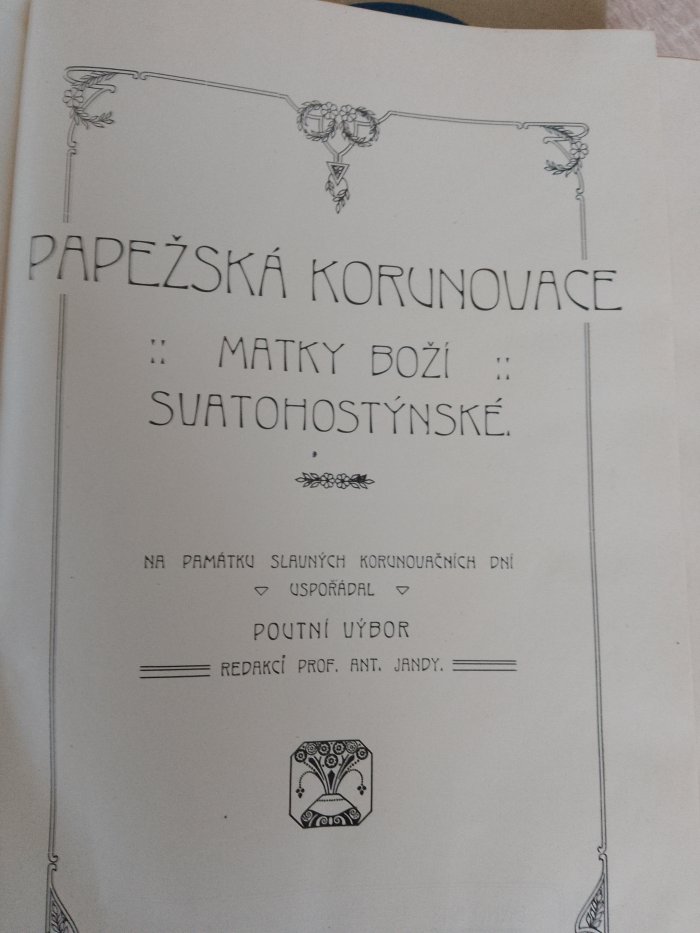 PAPEŽSKÁ KORUNOVACE
:: MATKY BOŽÍ ::
SVATOHOSTÝNSKÉ.
NA PAMÁTKU SLAVNÝCH KORUNOVAČNÍCH DNÍ
USPOŘÁDAL
POUTNÍ VÝBOR
REDAKCÍ PROF. ANT. JANDY.